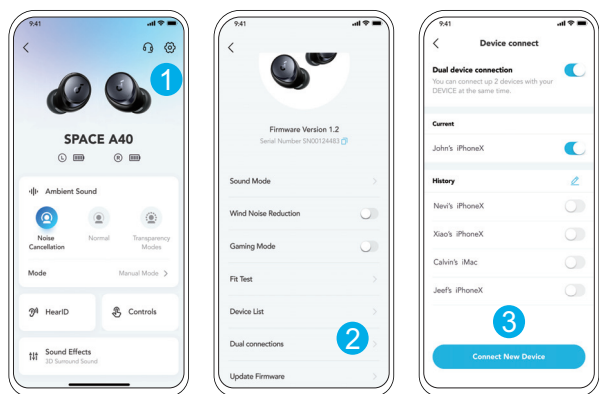 9:41
1
SPACE A40
L
R
Ambient Sound
Noise
Cancellation
Normal
Transparency
Modes
Mode
Manual Mode >
HearID
Controls
Sound Effects
3D Surround Sound
9:41
Firmware Version 1.2
Serial Number SN00124483
Sound Mode
Wind Noise Reduction
Gaming Mode
Fit Test
Device List
Dual connections
2
Update Firmware
9:41
Device connect
Dual device connection
You can connect up 2 devices with your
DEVICE at the same time.
Current
John's iPhoneX
History
Nevi's iPhoneX
Xiao's iPhoneX
Calvin's iMac
Jeef's iPhoneX
3
Connect New Device